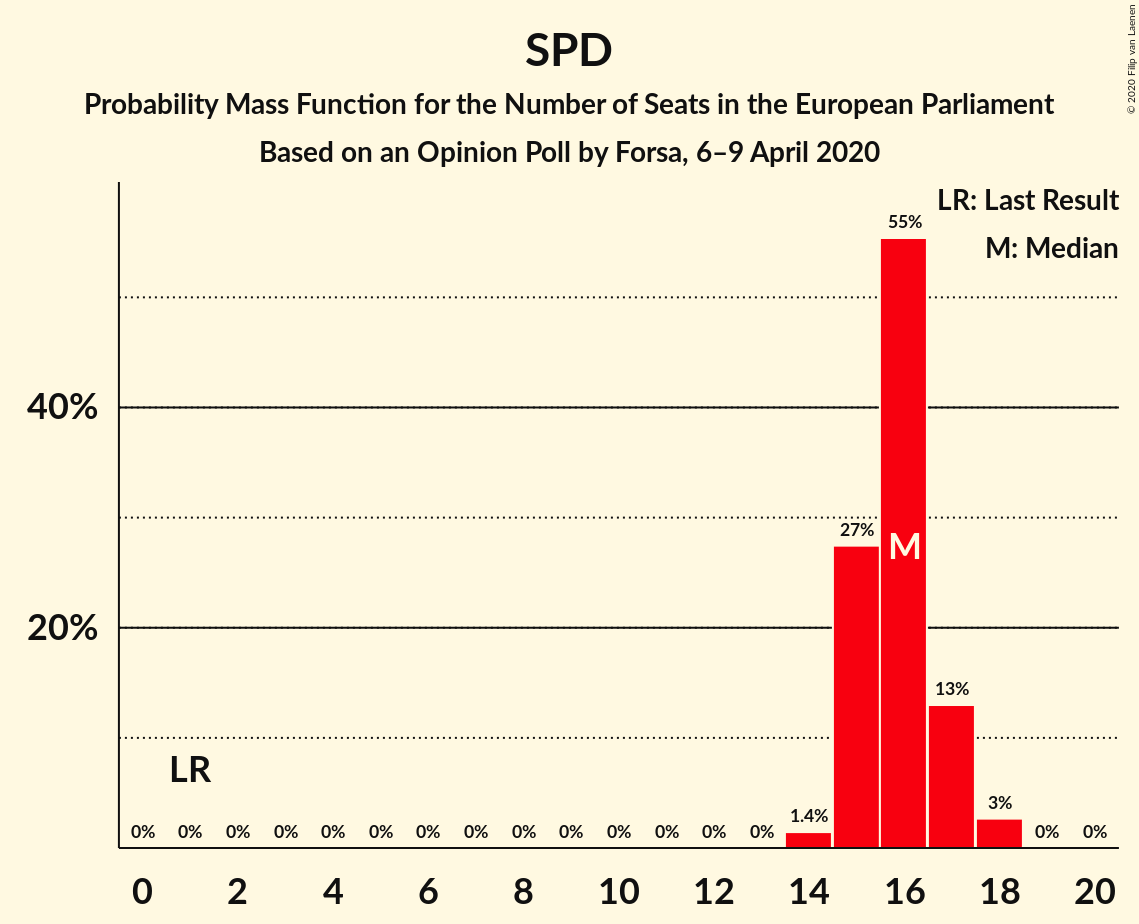 SPD
Probability Mass Function for the Number of Seats in the European Parliament
Based on an Opinion Poll by Forsa, 6–9 April 2020
© 2020 Filip van Laenen
LR: Last Result
M: Median
55%
40%
27%
M
20%
13%
LR
0% 0% 0% 0% 0% 0% 0% 0% 0% 0% 0% 0% 0% 0% 1.4% 3% 0% 0%
0 2 4 6 8 10 12 14 16 18 20